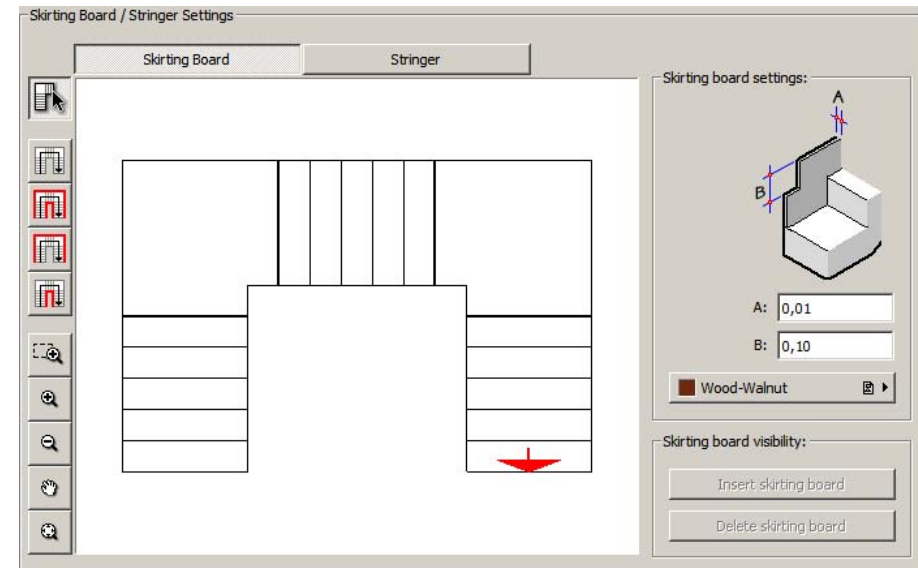 Skirting Board / Stringer Settings
Skirting Board
Stringer
Skirting board settings:
A
B
A: 0,01
B: 0,10
Wood-Walnut
Skirting board visibility:
Insert skirting board
Delete skirting board